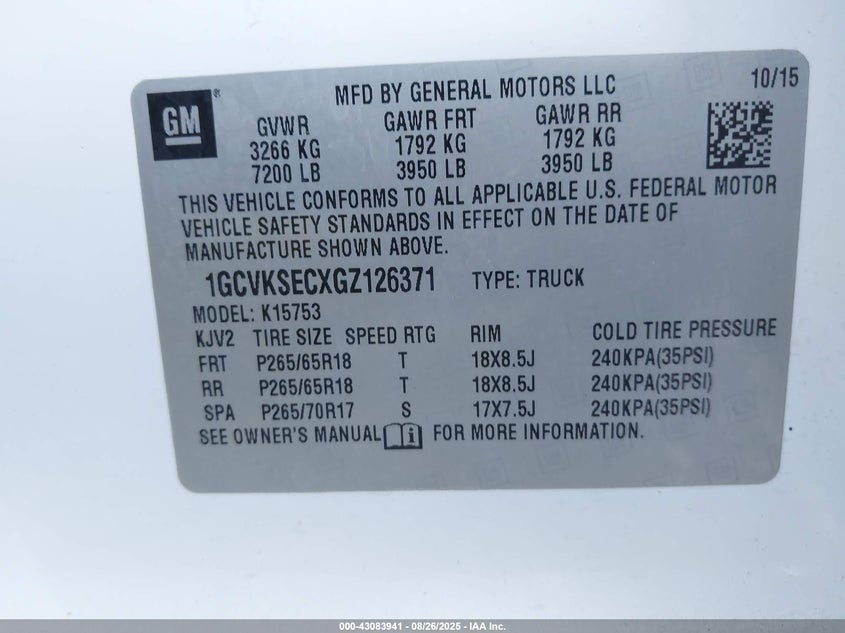 GM®
MFD BY GENERAL MOTORS LLC 10/15
GVWR GAWR FRT GAWR RR
3266 KG 1792 KG 1792 KG
7200 LB 3950 LB 3950 LB
THIS VEHICLE CONFORMS TO ALL APPLICABLE U.S. FEDERAL MOTOR
VEHICLE SAFETY STANDARDS IN EFFECT ON THE DATE OF
MANUFACTURE SHOWN ABOVE.
1GCVKSECXGZ126371 TYPE: TRUCK
MODEL: K15753
KJV2 TIRE SIZE SPEED RTG RIM COLD TIRE PRESSURE
FRT P265/65R18 T 18X8.5J 240KPA(35PSI)
RR P265/65R18 T 18X8.5J 240KPA(35PSI)
SPA P265/70R17 S 17X7.5J 240KPA(35PSI)
SEE OWNER'S MANUAL FOR MORE INFORMATION.
000-43083941 - 08/26/2025 - IAA Inc.